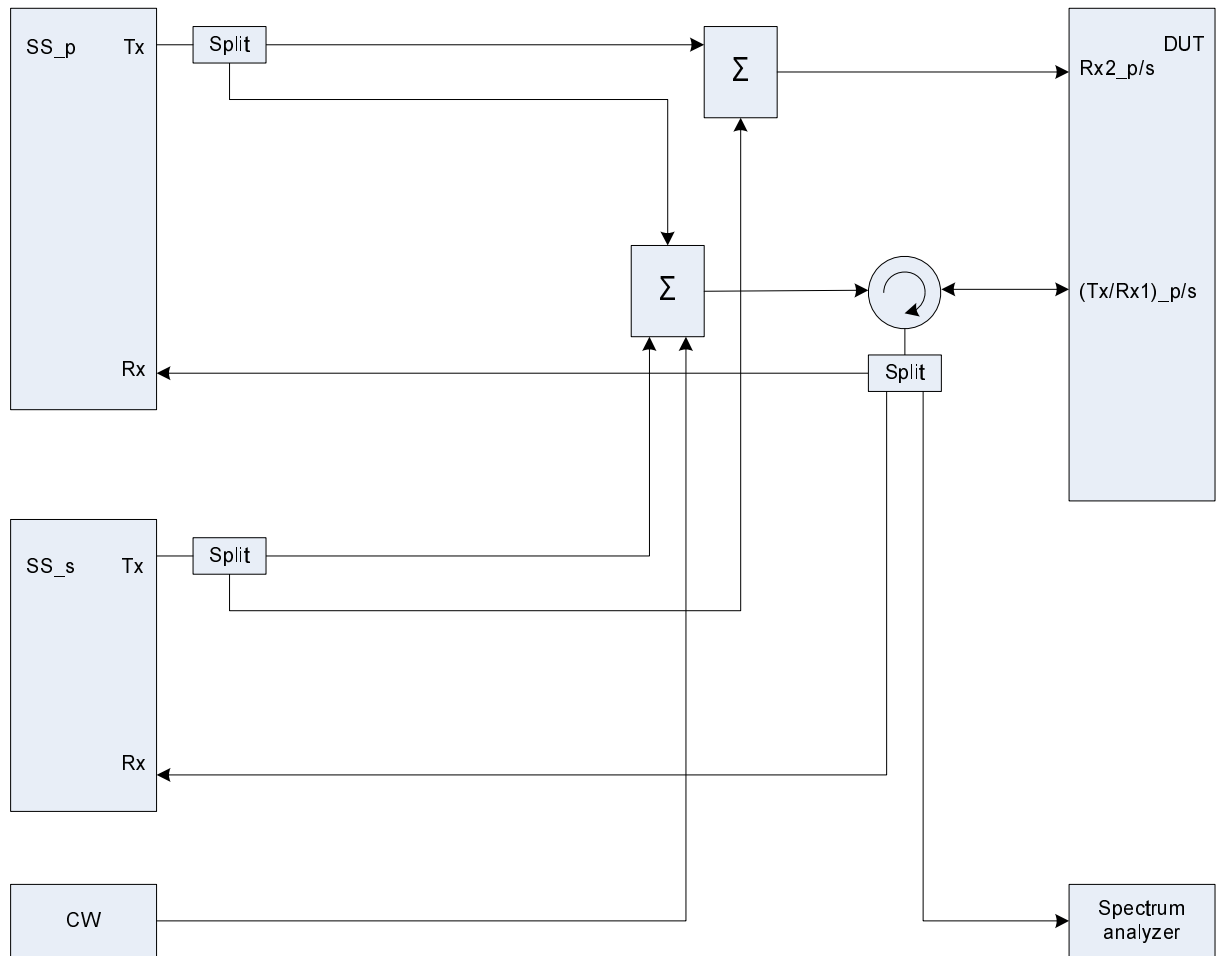 SS_p
Tx
Split
Σ
DUT
Rx2_p/s
Σ
(Tx/Rx1)_p/s
Rx
Split
SS_s
Tx
Split
Rx
CW
Spectrum
analyzer